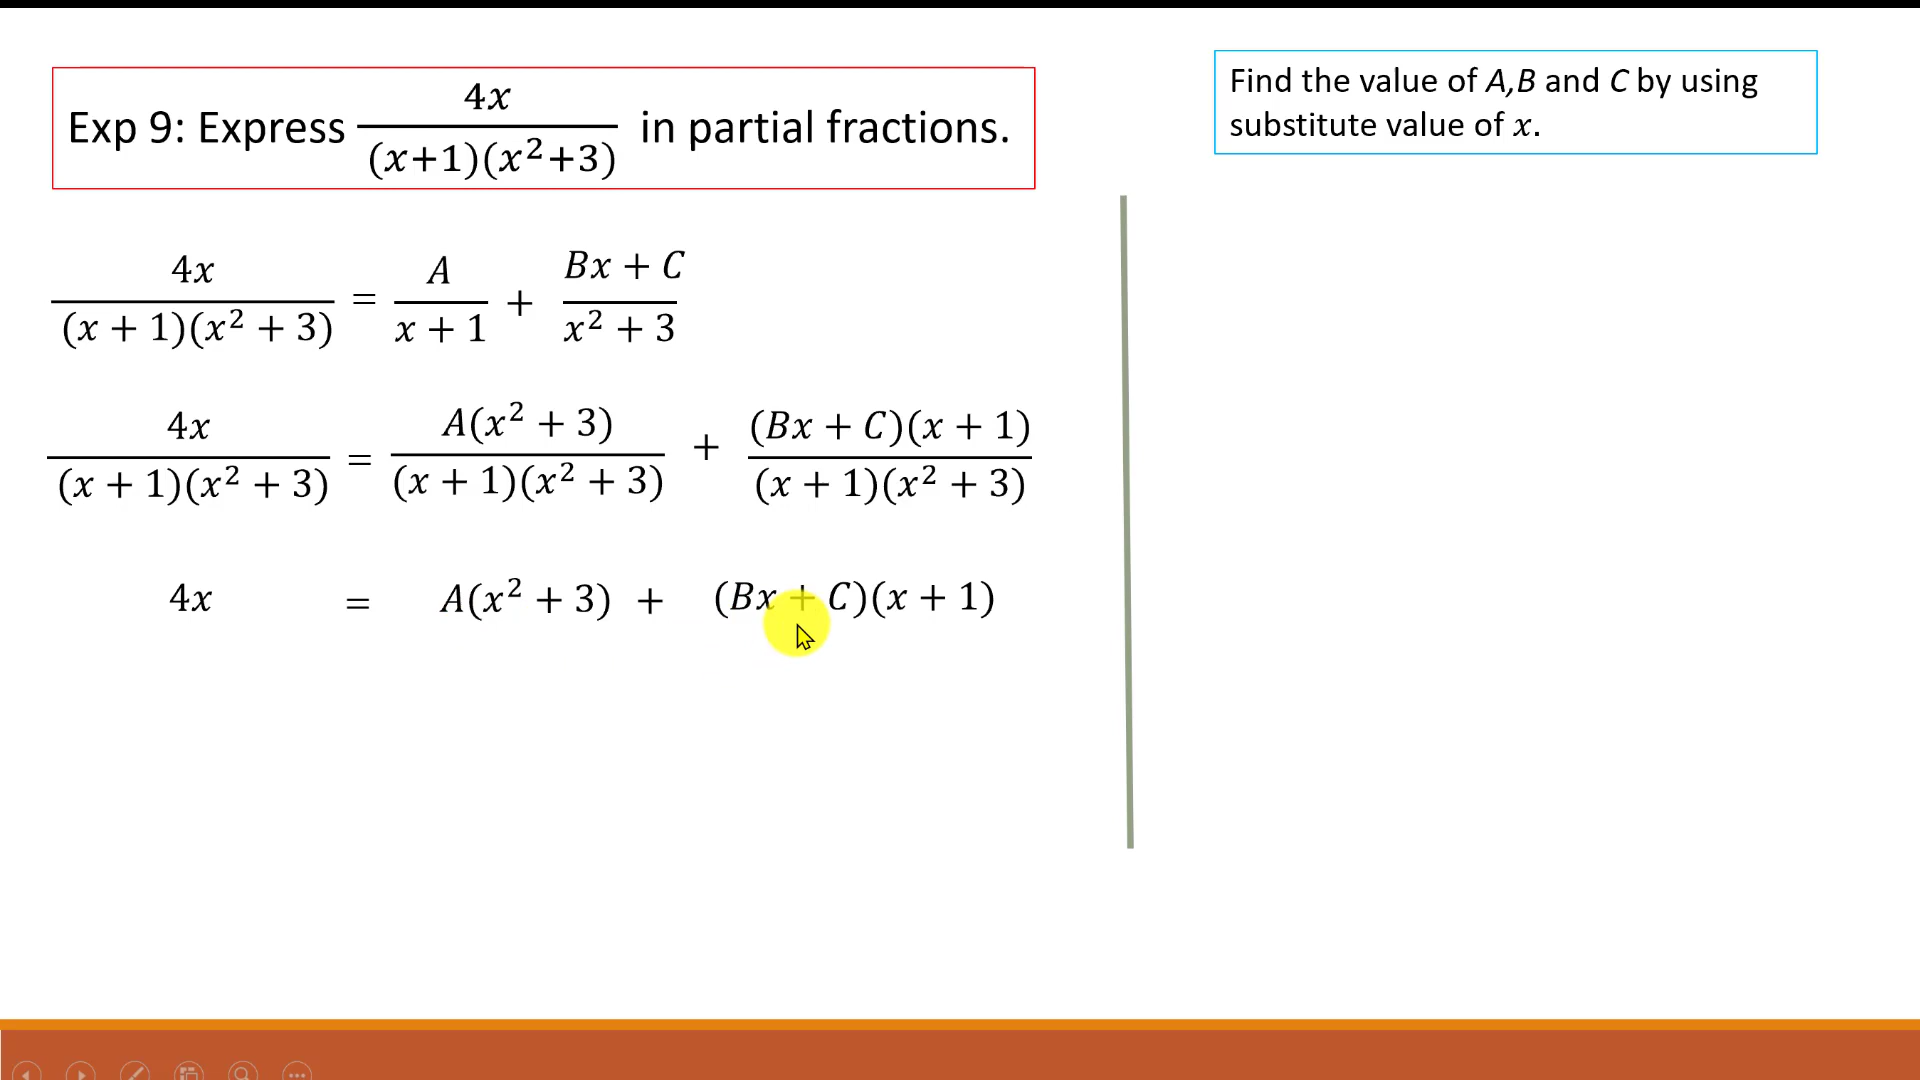 Exp 9: Express 4x/((x+1)(x²+3)) in partial fractions.
4x/((x + 1)(x² + 3)) = A/(x + 1) + (Bx + C)/(x² + 3)
4x/((x + 1)(x² + 3)) = A(x² + 3)/((x + 1)(x² + 3)) + (Bx + C)(x + 1)/((x + 1)(x² + 3))
4x = A(x² + 3) + (Bx + C)(x + 1)
Find the value of A,B and C by using
substitute value of x.